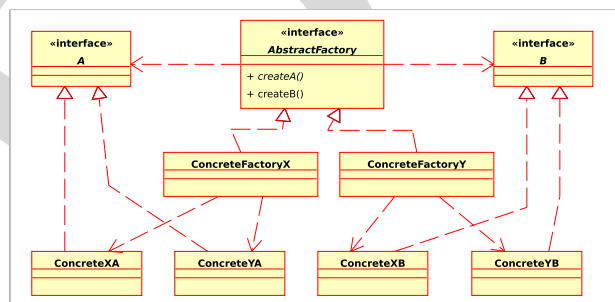 «interface»
A
«interface»
AbstractFactory
+ createA()
+ createB()
«interface»
B
ConcreteFactoryX
ConcreteFactoryY
ConcreteXA
ConcreteYA
ConcreteXB
ConcreteYB